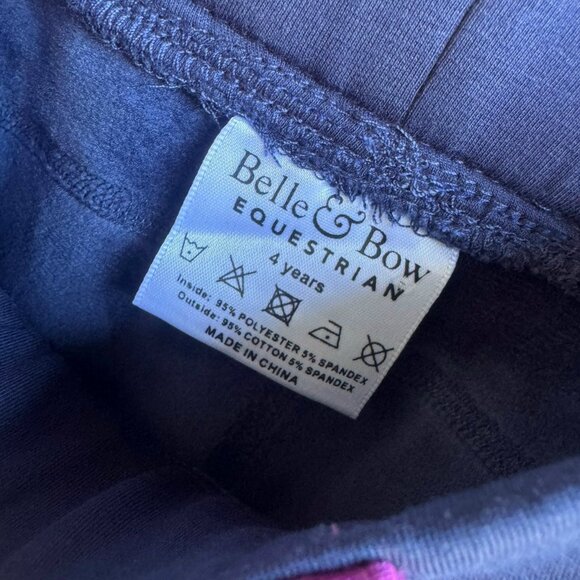 Belle & Bow
EQUESTRIAN
4 years
Inside: 95% POLYESTER 5% SPANDEX
Outside: 95% COTTON 5% SPANDEX
MADE IN CHINA